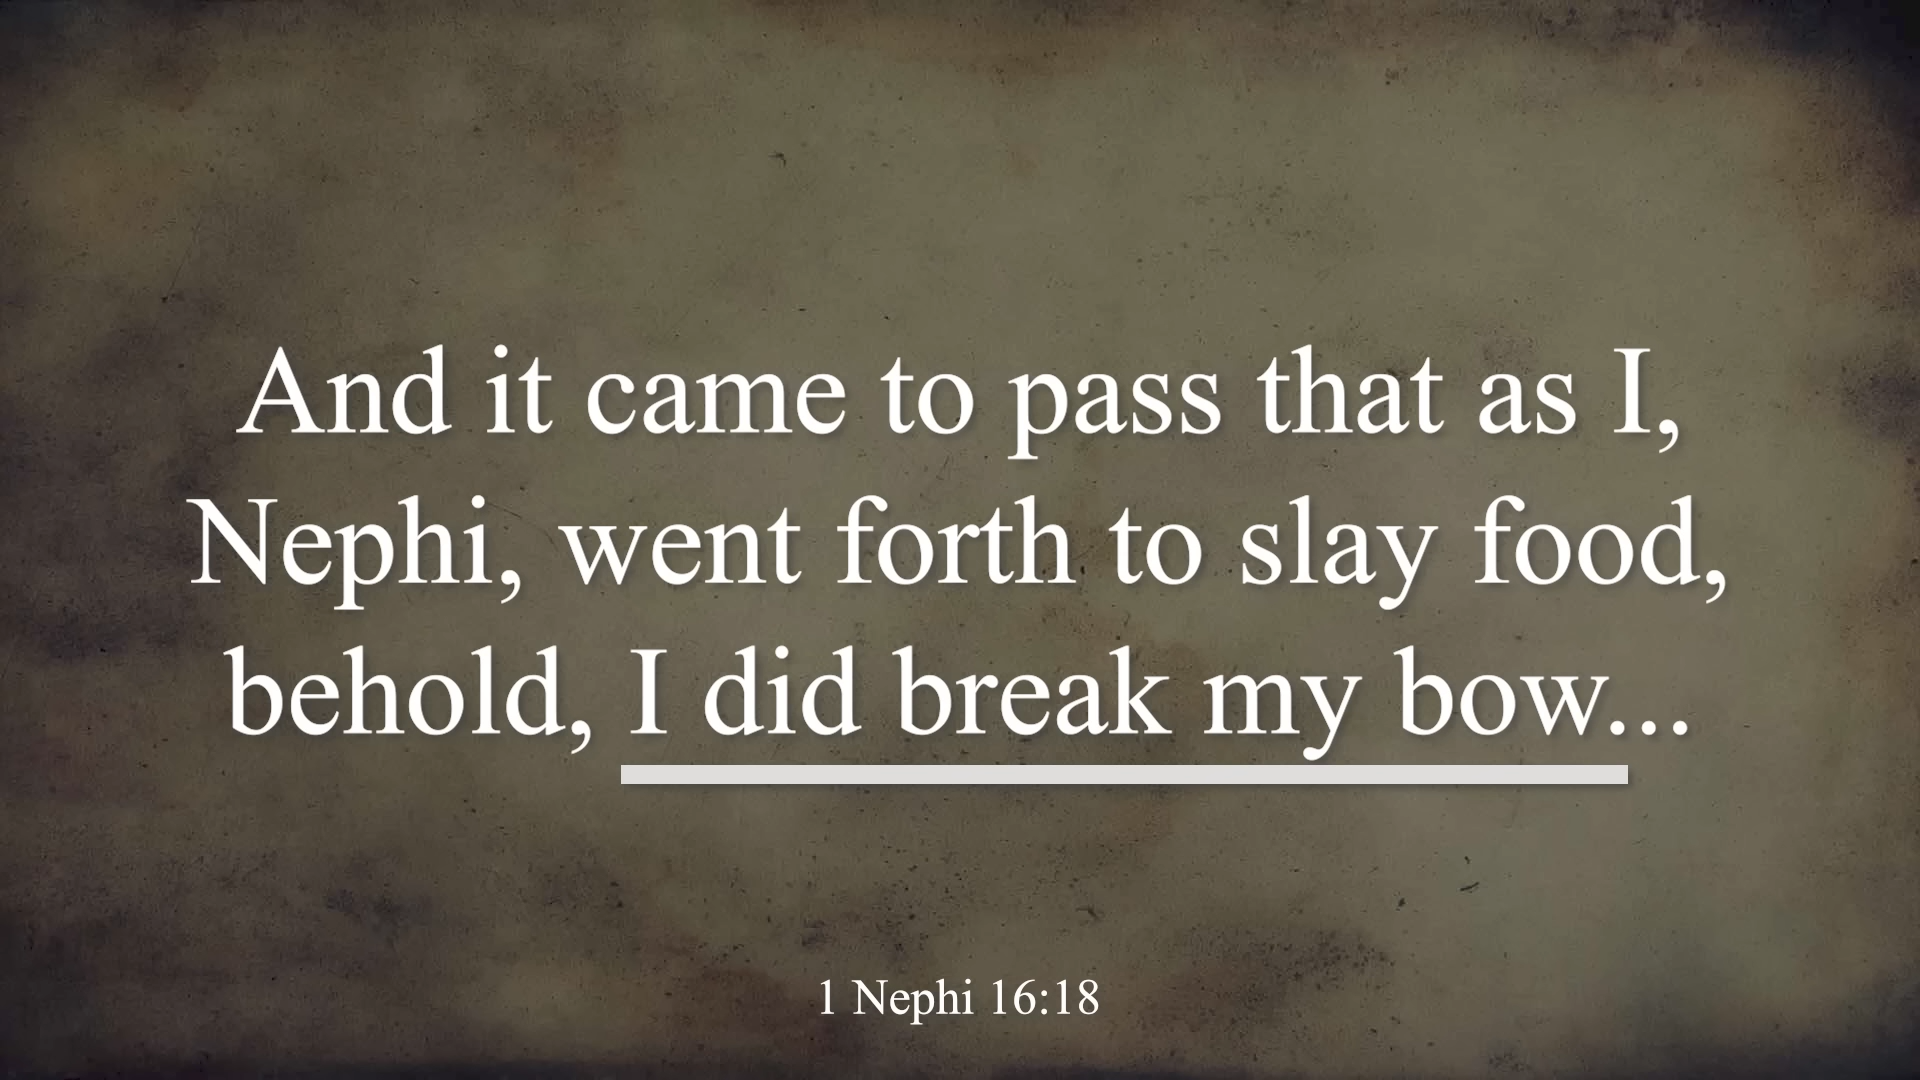 And it came to pass that as I,
Nephi, went forth to slay food,
behold, I did break my bow...
1 Nephi 16:18